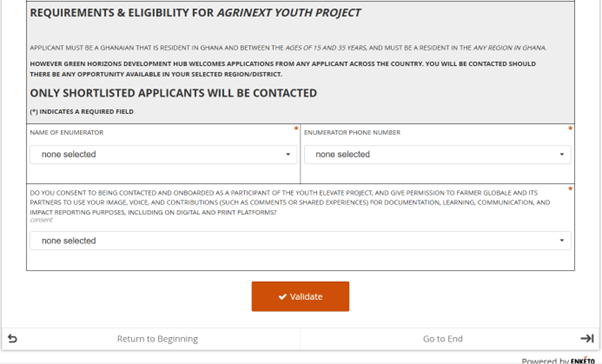 REQUIREMENTS & ELIGIBILITY FOR AGRINEXT YOUTH PROJECT
APPLICANT MUST BE A GHANAIAN THAT IS RESIDENT IN GHANA AND BETWEEN THE AGES OF 15 AND 35 YEARS, AND MUST BE A RESIDENT IN THE ANY REGION IN GHANA.
HOWEVER GREEN HORIZONS DEVELOPMENT HUB WELCOMES APPLICATIONS FROM ANY APPLICANT ACROSS THE COUNTRY. YOU WILL BE CONTACTED SHOULD
THERE BE ANY OPPORTUNITY AVAILABLE IN YOUR SELECTED REGION/DISTRICT.
ONLY SHORTLISTED APPLICANTS WILL BE CONTACTED
(*) INDICATES A REQUIRED FIELD
NAME OF ENUMERATOR *
ENUMERATOR PHONE NUMBER *
none selected
none selected
DO YOU CONSENT TO BEING CONTACTED AND ONBOARDED AS A PARTICIPANT OF THE YOUTH ELEVATE PROJECT, AND GIVE PERMISSION TO FARMER GLOBALE AND ITS *
PARTNERS TO USE YOUR IMAGE, VOICE, AND CONTRIBUTIONS (SUCH AS COMMENTS OR SHARED EXPERIENCES) FOR DOCUMENTATION, LEARNING, COMMUNICATION, AND
IMPACT REPORTING PURPOSES, INCLUDING ON DIGITAL AND PRINT PLATFORMS?
consent
none selected
Validate
Return to Beginning
Go to End
Powered by ENKETO